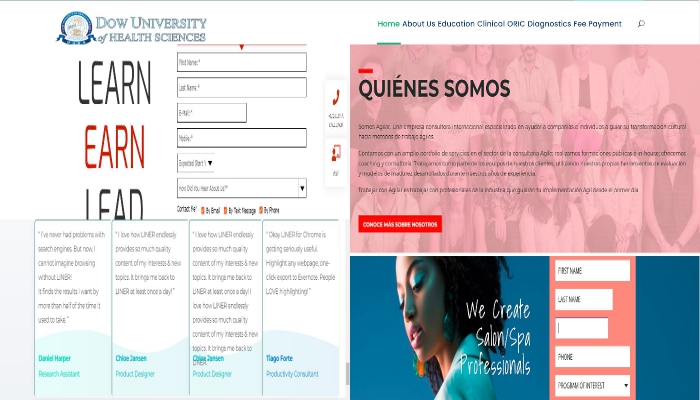 DOW UNIVERSITY
of HEALTH SCIENCES
Home About Us Education Clinical ORIC Diagnostics Fee Payment
LEARN
EARN
LEAD
First Name:*
Last Name:*
E-Mail:*
Mobile:*
Expected Start Y
How Did You Hear About Us?*
Contact Me? By Email By Text Message By Phone
QUIÉNES SOMOS
Somos Agilar. Una empresa consultora internacional especializada en ayudar a compañías e individuos a guiar su transformación cultural
hacia métodos de trabajo ágiles.
Contamos con un amplio portfolio de servicios en el sector de la consultoría Agile: realizamos formaciones públicas e in-house; ofrecemos
coaching y consultoría. Trabajamos como parte de los equipos de nuestros clientes, utilizando nuestras propias herramientas de evaluación
y modelos de madurez, desarrollados durante nuestros años de experiencia.
Trabajar con Agilar es trabajar con profesionales de la industria que guiarán tu implementación Agil desde el primer día.
CONOCE MÁS SOBRE NOSOTROS
" I've never had problems with
search engines. But now, I
cannot imagine browsing
without LINER!
It finds the results I want by
more than half of the time it
used to take. "
Daniel Harper
Research Assistant
" I love how LINER endlessly
provides so much quality
content of my interests & new
topics. It brings me back to
LINER at least once a day! "
Chloe Jansen
Product Designer
" I love how LINER endlessly
provides so much quality
content of my interests & new
topics. It brings me back to
LINER at least once a day! I
love how LINER endlessly
provides so much quality
content of my interests & new
topics. It brings me back to
LINER
Chloe Jansen
Product Designer
" Okay LINER for Chrome is
getting seriously useful.
Highlight any webpage, one-
click export to Evernote. People
LOVE highlighting! "
Tiago Forte
Productivity Consultant
We Create
Salon/Spa
Professionals
FIRST NAME
LAST NAME
PHONE
PROGRAM OF INTEREST